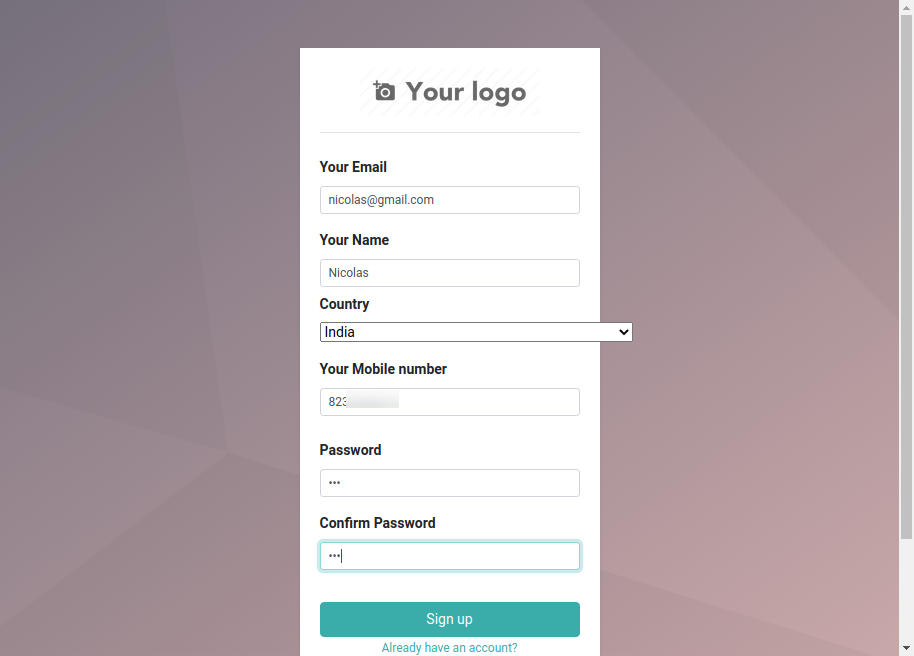 Your logo
Your Email
nicolas@gmail.com
Your Name
Nicolas
Country
India
Your Mobile number
823
Password
•••
Confirm Password
•••
Sign up
Already have an account?